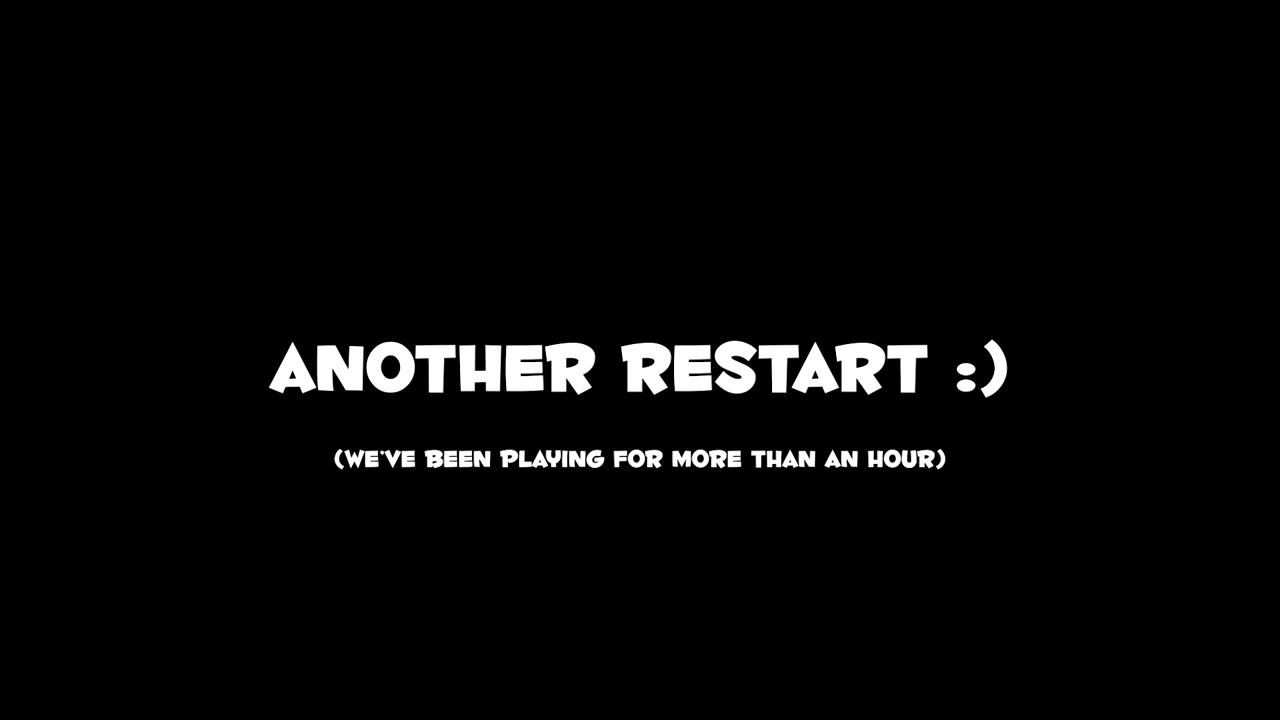 ANOTHER RESTART :)
(WE'VE BEEN PLAYING FOR MORE THAN AN HOUR)